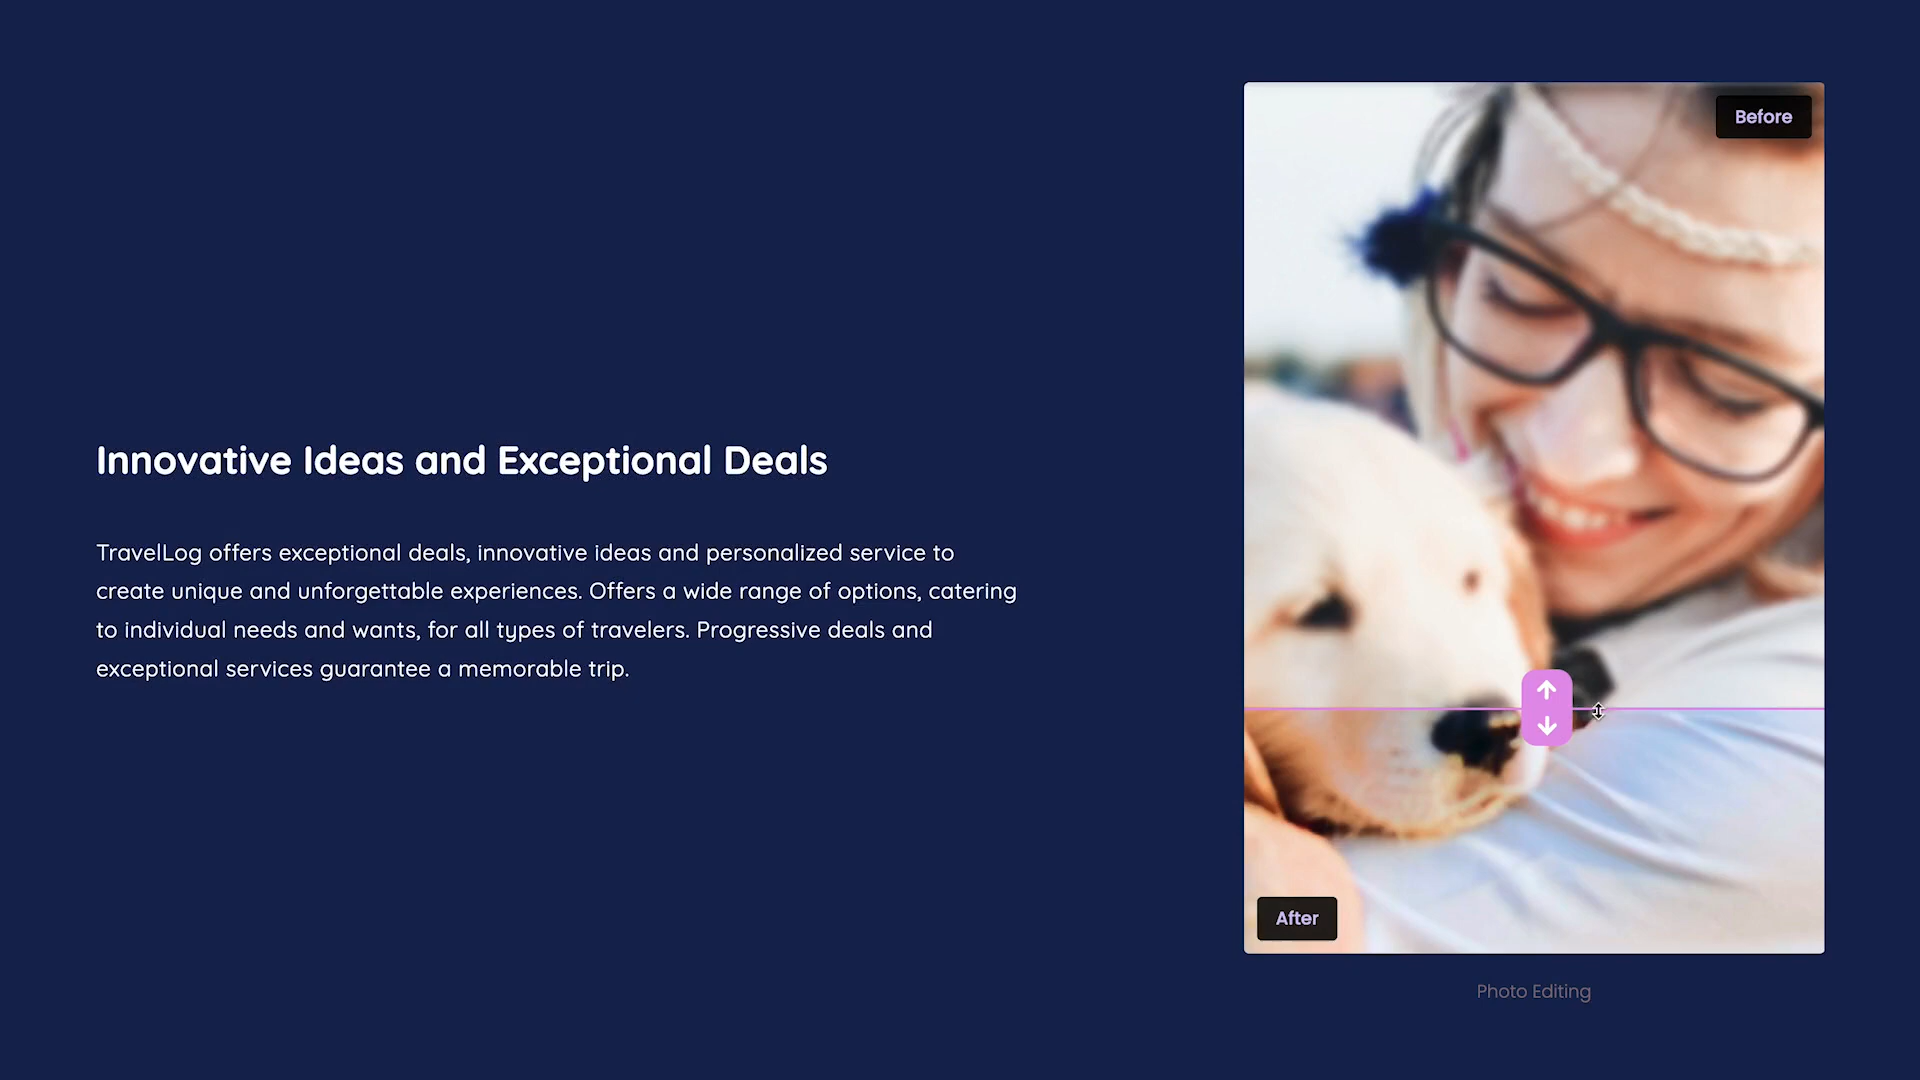 Innovative Ideas and Exceptional Deals
TravelLog offers exceptional deals, innovative ideas and personalized service to
create unique and unforgettable experiences. Offers a wide range of options, catering
to individual needs and wants, for all types of travelers. Progressive deals and
exceptional services guarantee a memorable trip.
Before
After
Photo Editing